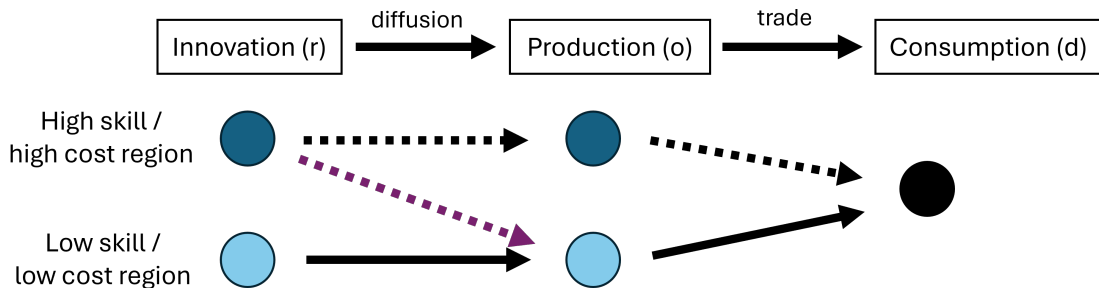 diffusion
trade
Innovation (r)
Production (o)
Consumption (d)
High skill /
high cost region
Low skill /
low cost region